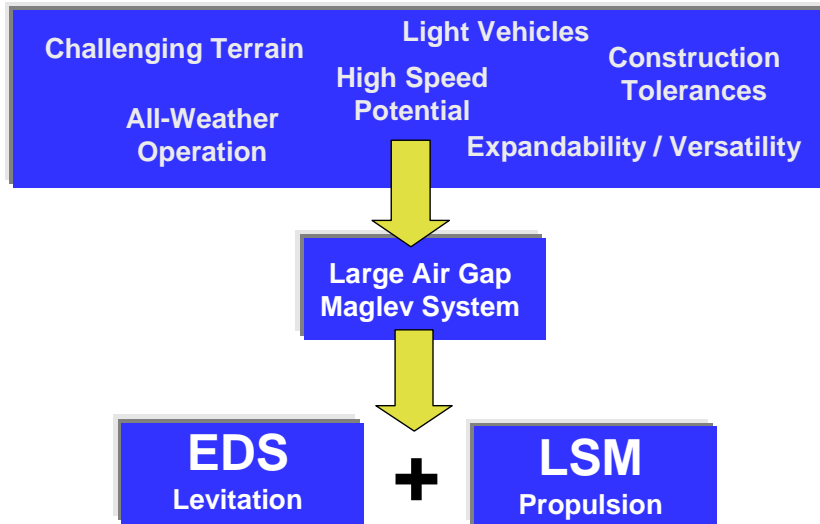 Challenging Terrain
Light Vehicles
High Speed
Potential
Construction
Tolerances
All-Weather
Operation
Expandability / Versatility
Large Air Gap
Maglev System
EDS
Levitation
+
LSM
Propulsion